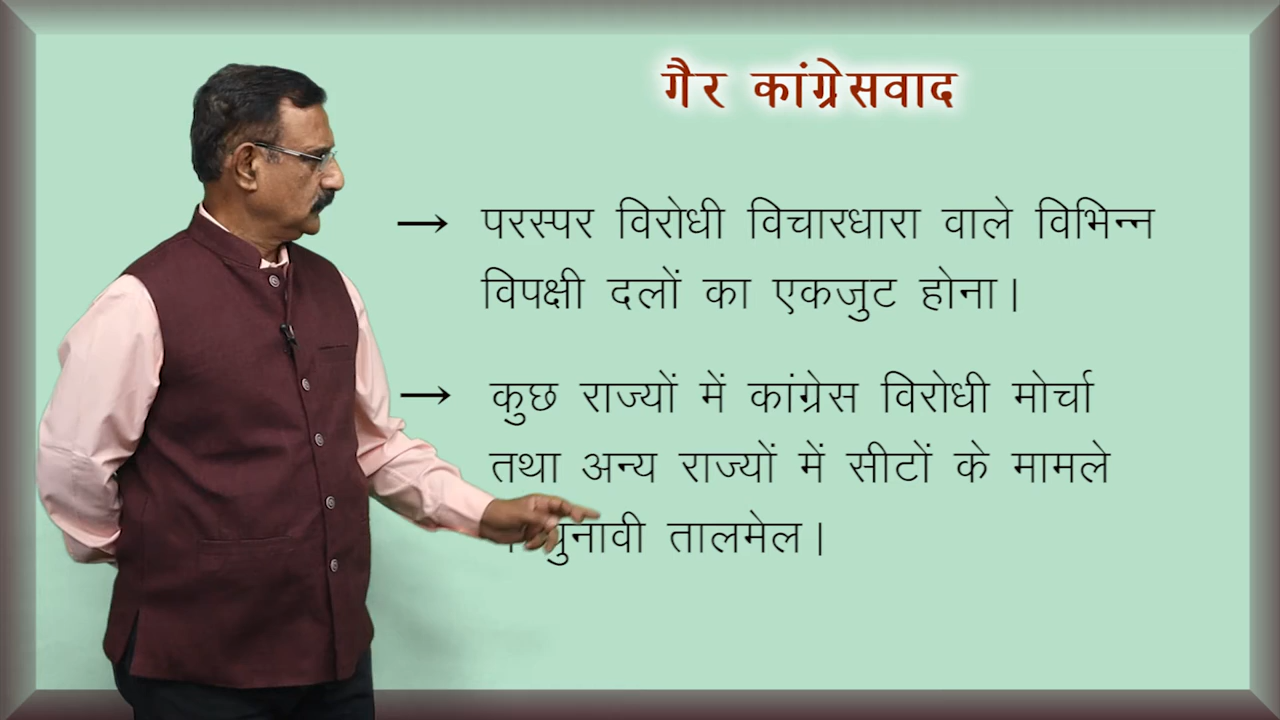 गैर कांग्रेसवाद
→ परस्पर विरोधी विचारधारा वाले विभिन्न
विपक्षी दलों का एकजुट होना।
→ कुछ राज्यों में कांग्रेस विरोधी मोर्चा
तथा अन्य राज्यों में सीटों के मामले
तालमेल।